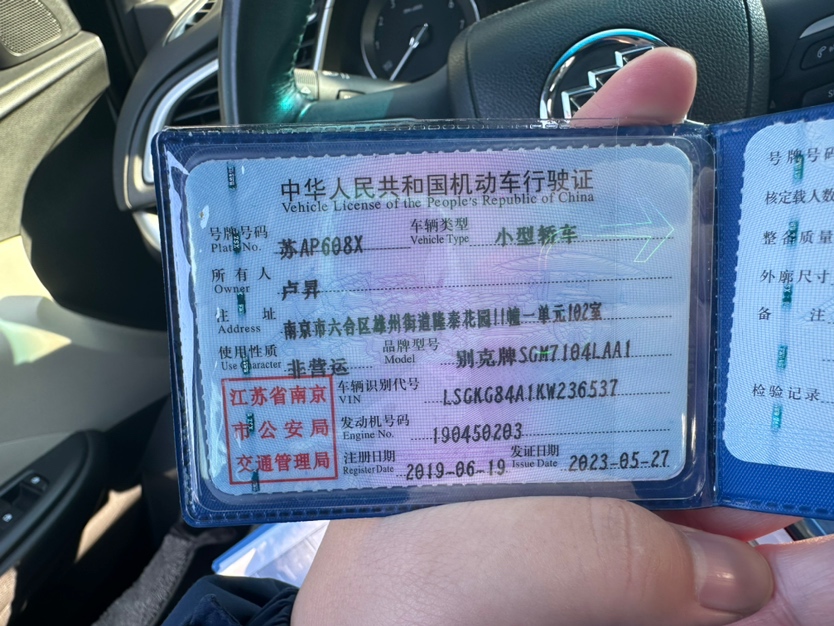 中华人民共和国机动车行驶证
Vehicle License of the People's Republic of China
号牌号码 苏AP608X 车辆类型 小型轿车
Plate No. Vehicle Type
所有人 卢昇
Owner
住址 南京市六合区雄州街道隆泰花园11幢一单元102室
Address
使用性质 非营运 品牌型号 别克牌SGM7104LAA1
Use Character Model
江苏省南京
市公安局
交通管理局
车辆识别代号 LSGKG84A1KW236537
VIN
发动机号码 190450203
Engine No.
注册日期 2019-06-19 发证日期 2023-05-27
Register Date Issue Date
号牌号码
核定载人数
整备质量
外廓尺寸
备注
检验记录